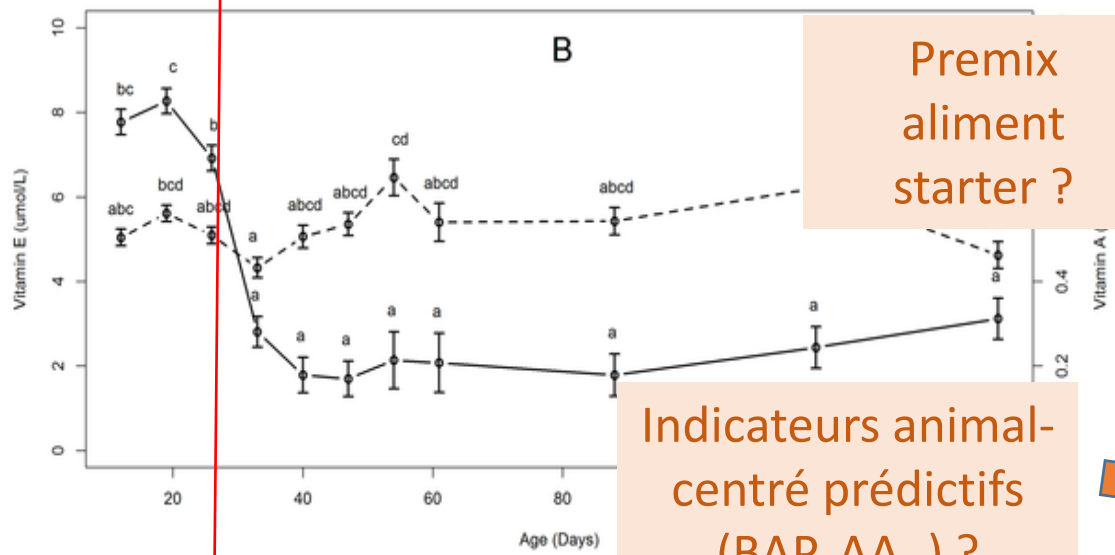 B
Premix
aliment
starter ?
Vitamin E (umol/L)
10
8
6
4
2
0
bc
c
b
abc
bcd
abcd
a
a
abcd
abcd
cd
abcd
abcd
a
a
a
a
a
a
a
0.4
0.2
Vitamin A (
20
40
60
80
Age (Days)
Indicateurs animal-
centré prédictifs